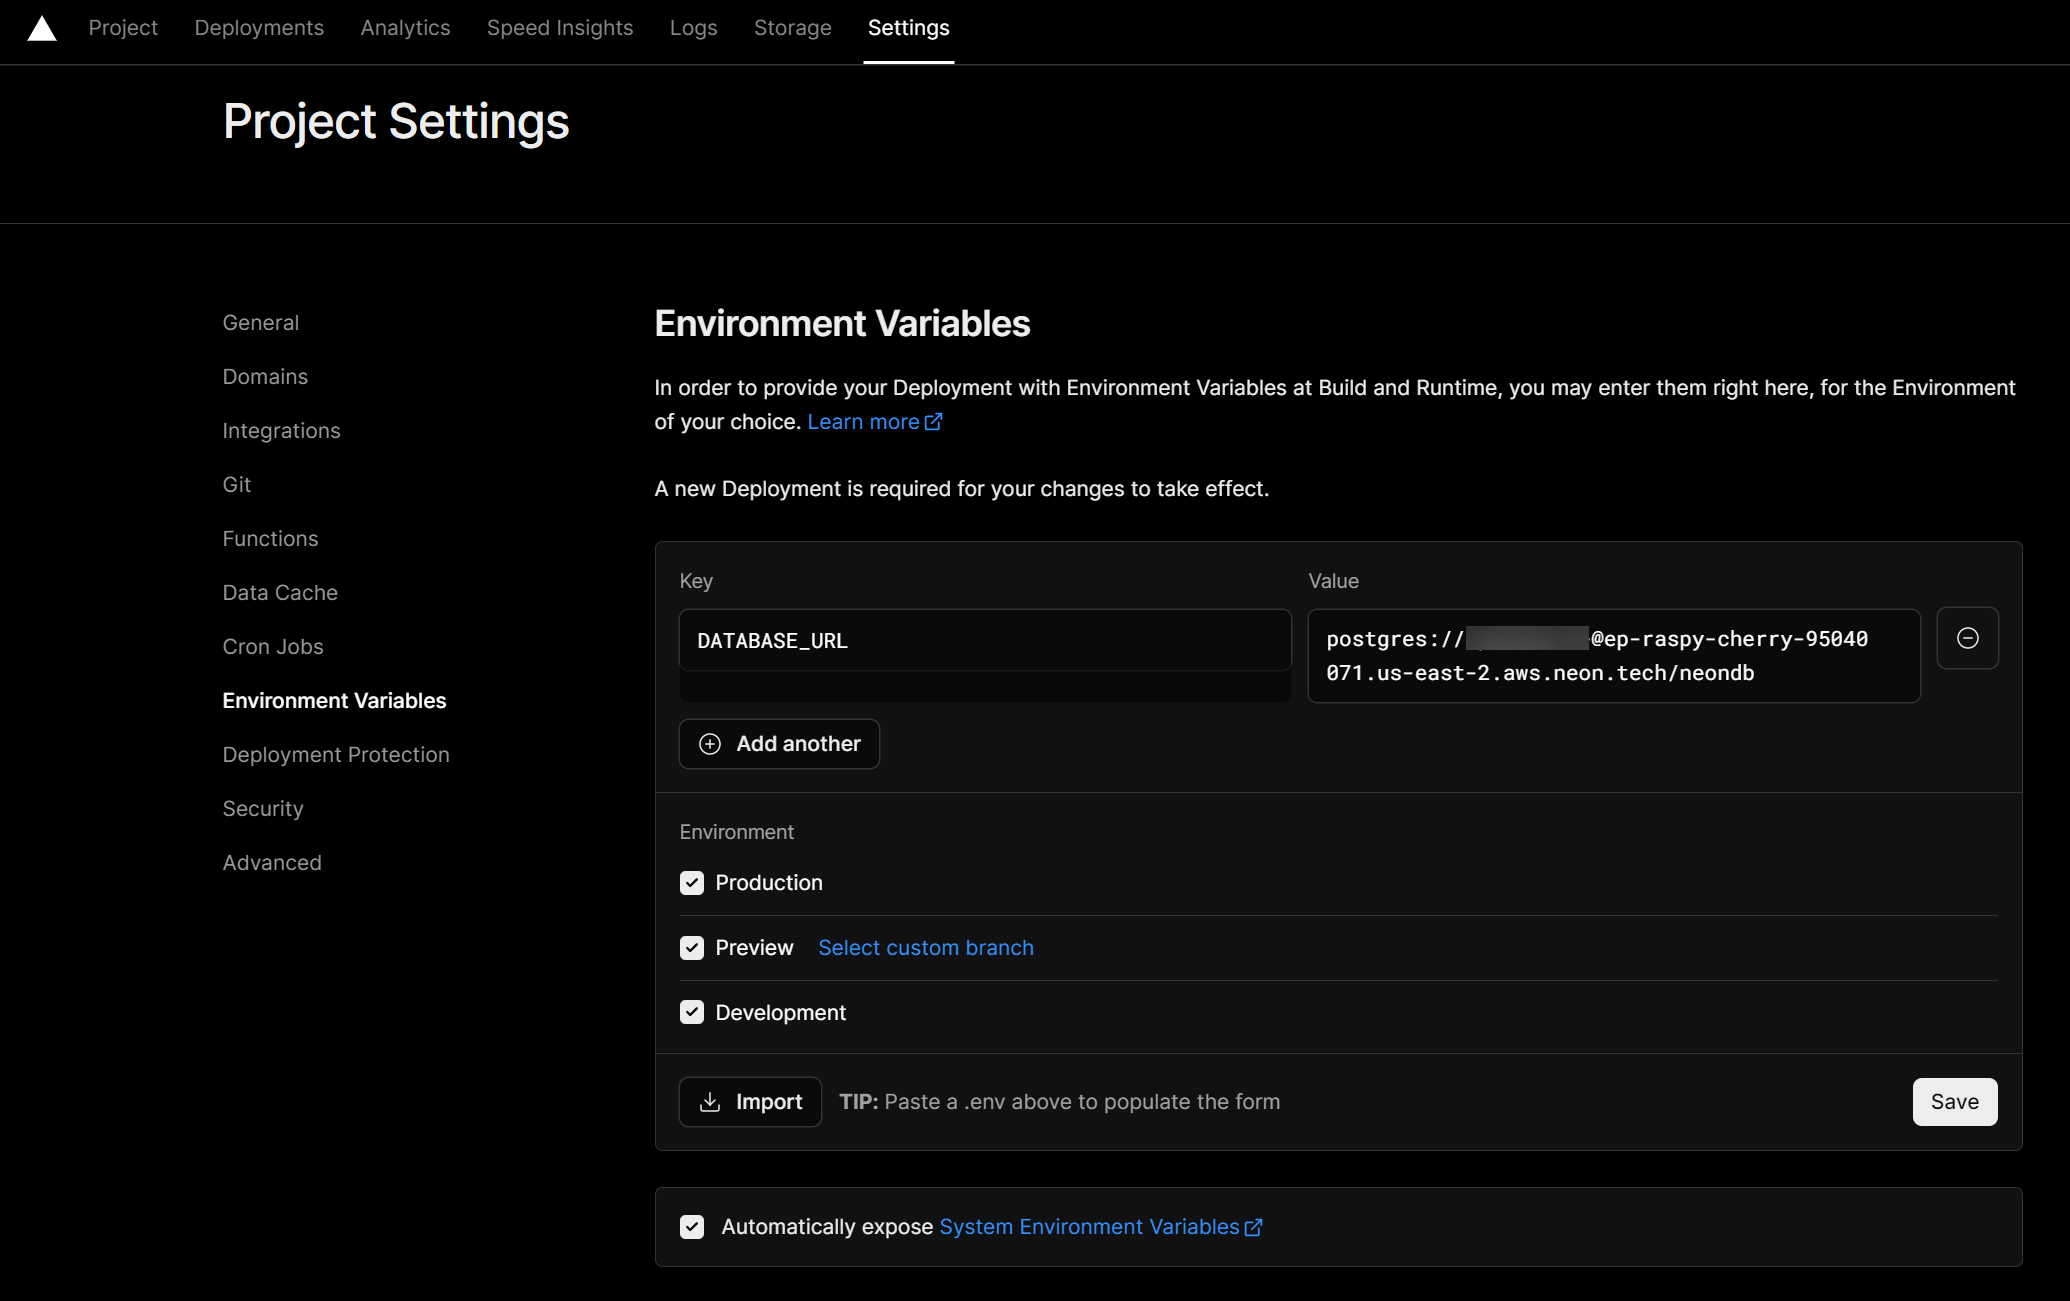 Project Deployments Analytics Speed Insights Logs Storage Settings
Project Settings
General
Domains
Integrations
Git
Functions
Data Cache
Cron Jobs
Environment Variables
Deployment Protection
Security
Advanced
Environment Variables
In order to provide your Deployment with Environment Variables at Build and Runtime, you may enter them right here, for the Environment
of your choice. Learn more
A new Deployment is required for your changes to take effect.
Key Value
DATABASE_URL
postgres:// @ep-raspy-cherry-95040
071.us-east-2.aws.neon.tech/neondb
Add another
Environment
Production
Preview Select custom branch
Development
Import TIP: Paste a .env above to populate the form Save
Automatically expose System Environment Variables